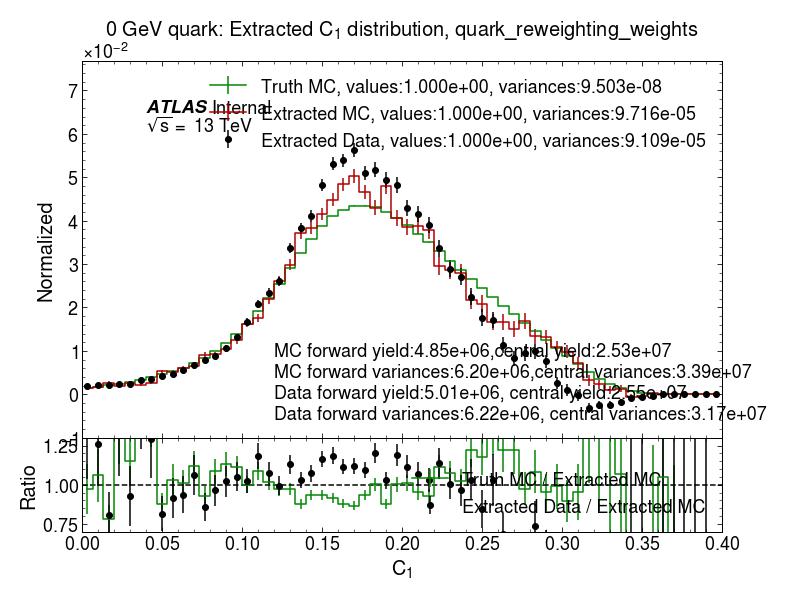 0 GeV quark: Extracted C₁ distribution, quark_reweighting_weights
×10⁻²
Truth MC, values:1.000e+00, variances:9.503e-08
ATLAS Internal
Extracted MC, values:1.000e+00, variances:9.716e-05
√s = 13 TeV
Extracted Data, values:1.000e+00, variances:9.109e-05
7
6
5
4
3
2
1
0
-1
Normalized
MC forward yield:4.85e+06,central yield:2.53e+07
MC forward variances:6.20e+06,central variances:3.39e+07
Data forward yield:5.01e+06, central yield:2.55e+07
Data forward variances:6.22e+06, central variances:3.17e+07
1.25
1.00
0.75
Ratio
Truth MC / Extracted MC
Extracted Data / Extracted MC
0.00 0.05 0.10 0.15 0.20 0.25 0.30 0.35 0.40
C₁